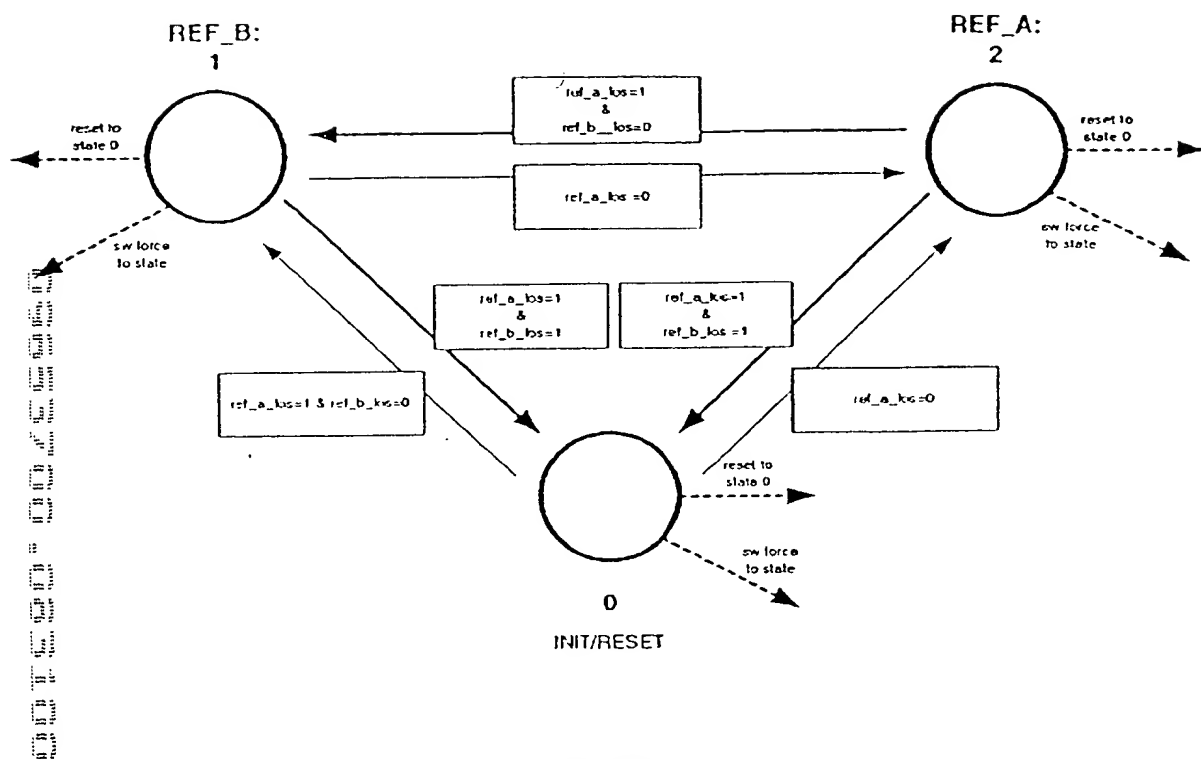 REF_B:
1
REF_A:
2
ref_a_los=1
&
ref_b__los=0
ref_a_los =0
reset to
state 0
sw force
to state
reset to
state 0
sw force
to state
ref_a_los=1
&
ref_b_los=1
ref_a_los=1
&
ref_b_los =1
ref_a_los=1 & ref_b_los=0
ref_a_los=0
reset to
state 0
sw force
to state
0
INIT/RESET